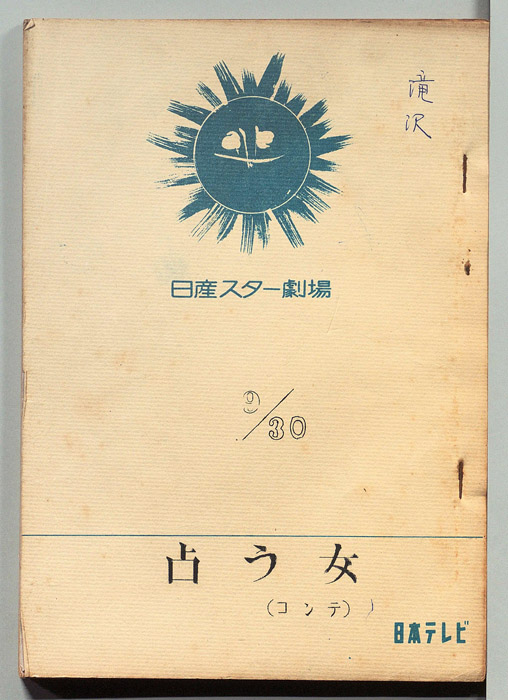 滝
沢
日産スター劇場
9/30
占う女
(コンテ)
日本テレビ